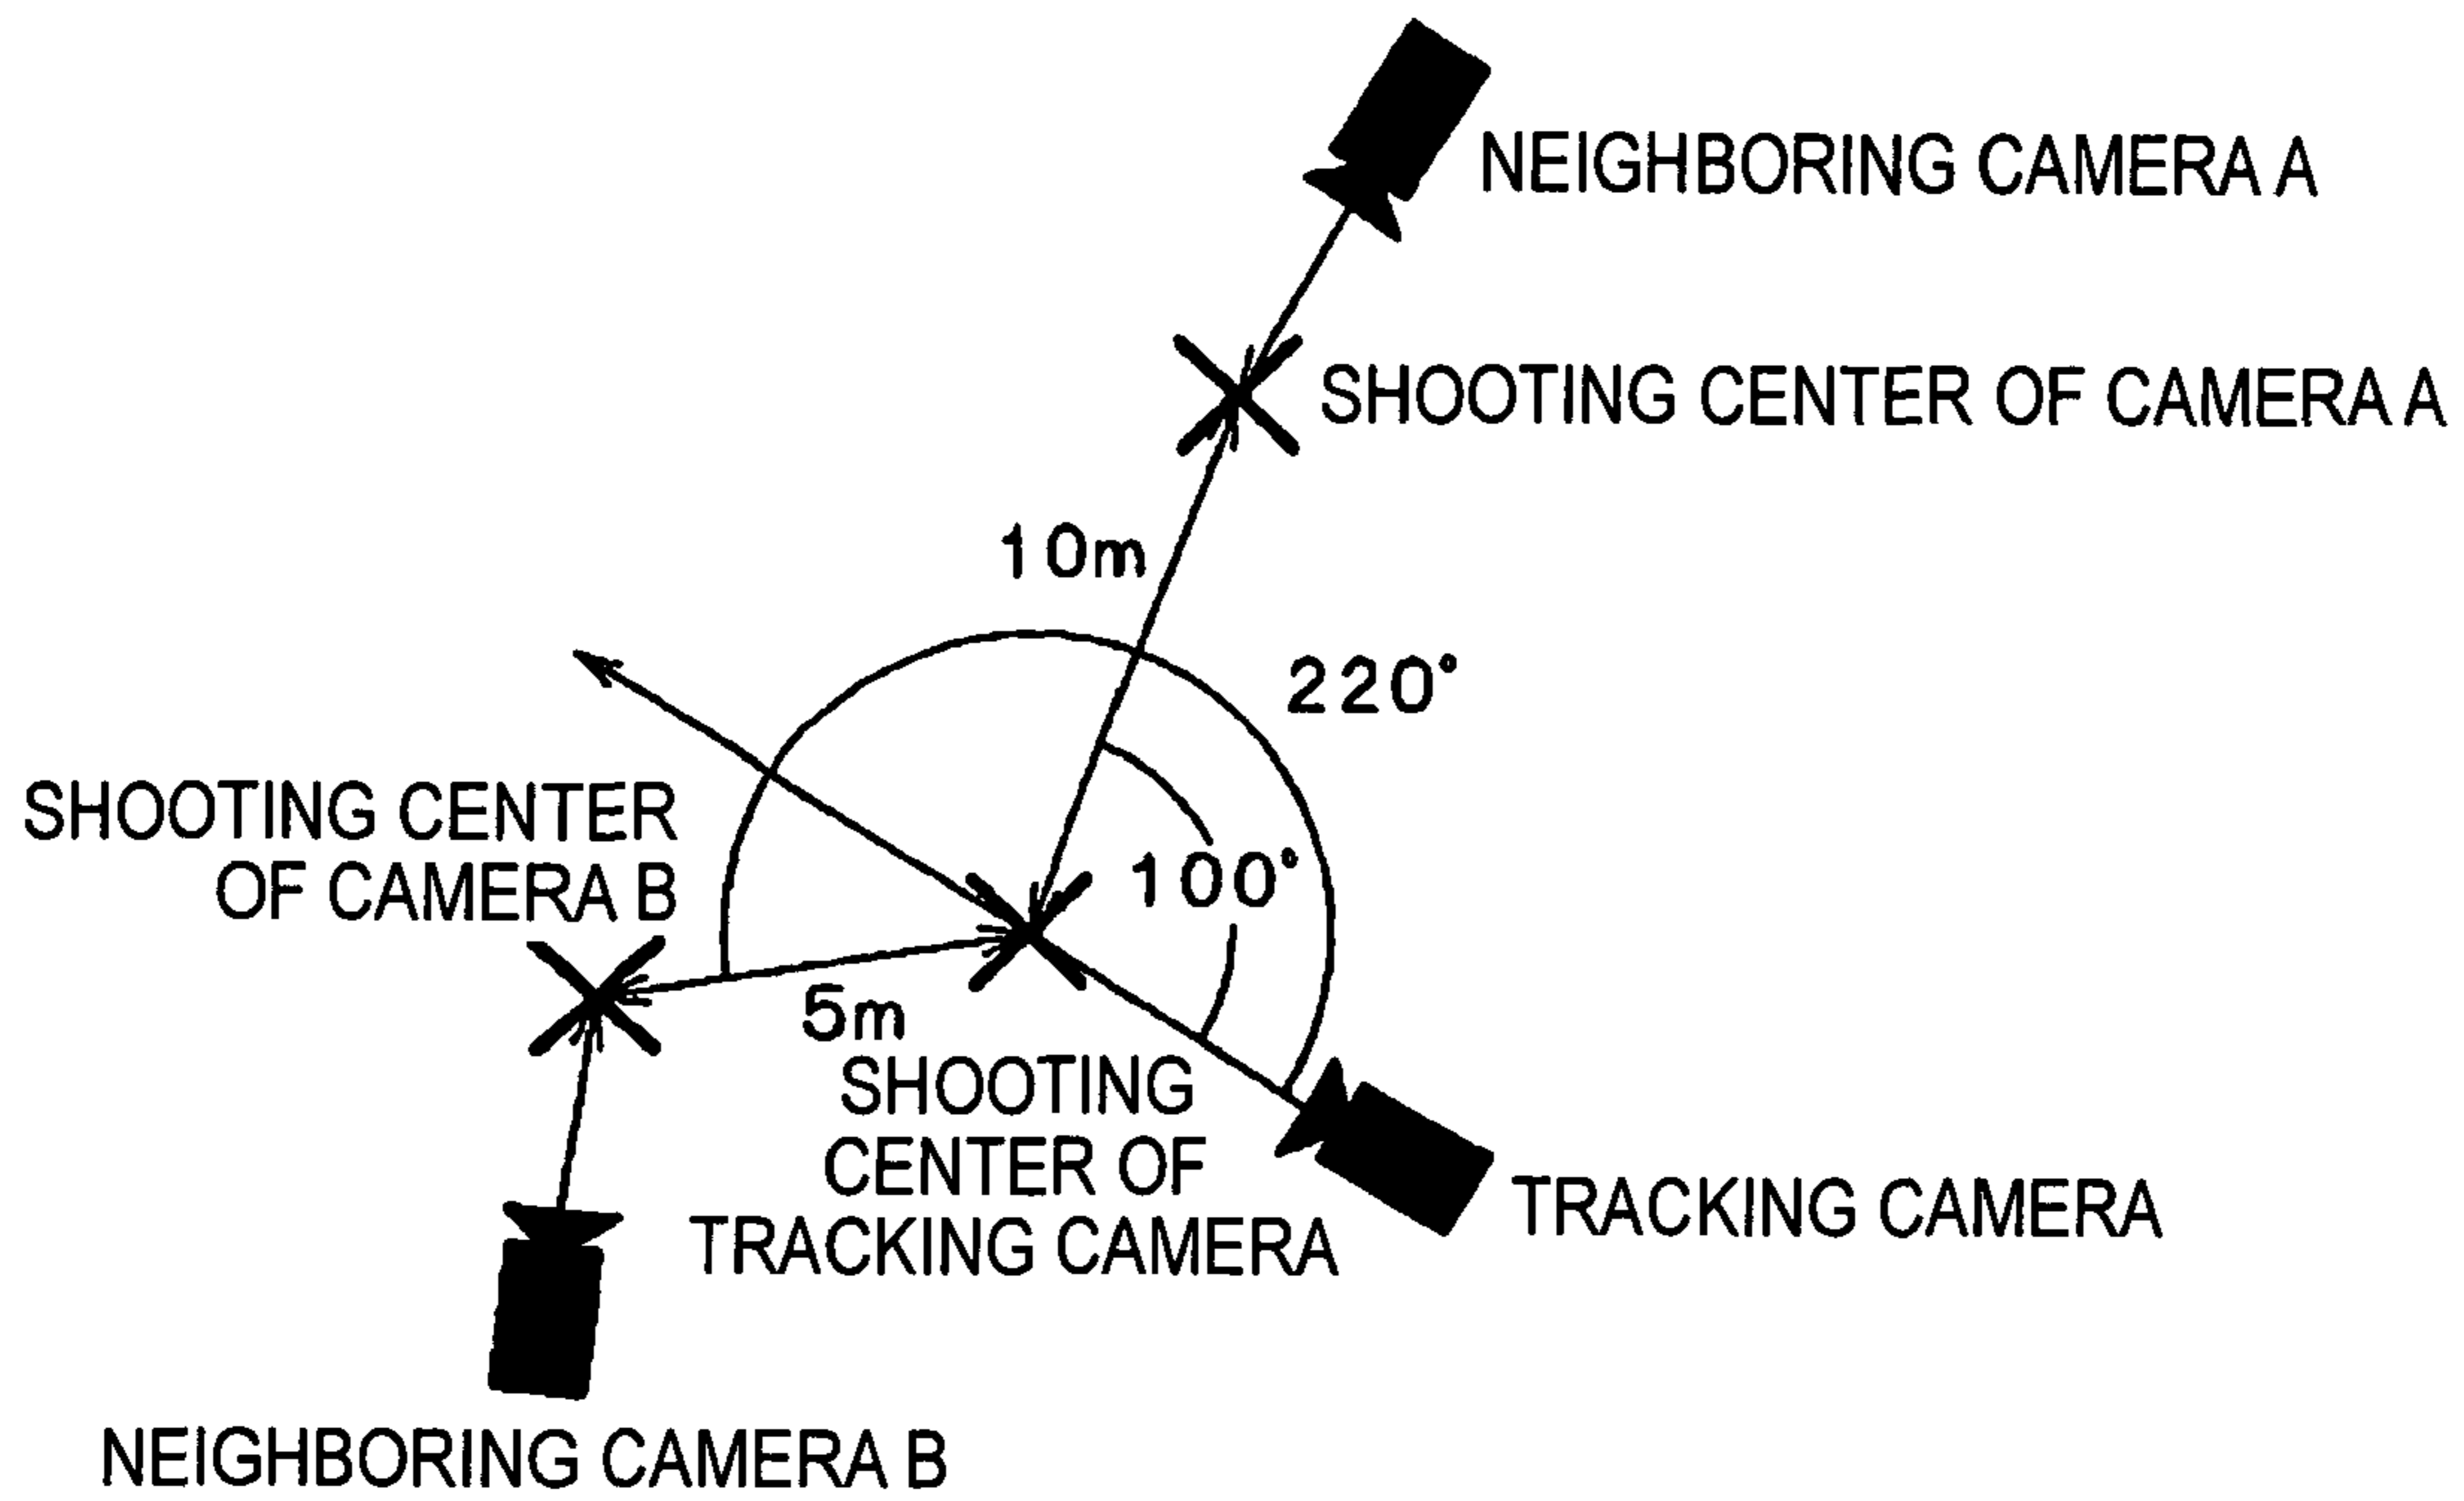 NEIGHBORING CAMERA A
SHOOTING CENTER OF CAMERA A
10m
220°
SHOOTING CENTER
OF CAMERA B
100°
5m
SHOOTING
CENTER OF
TRACKING CAMERA
TRACKING CAMERA
NEIGHBORING CAMERA B